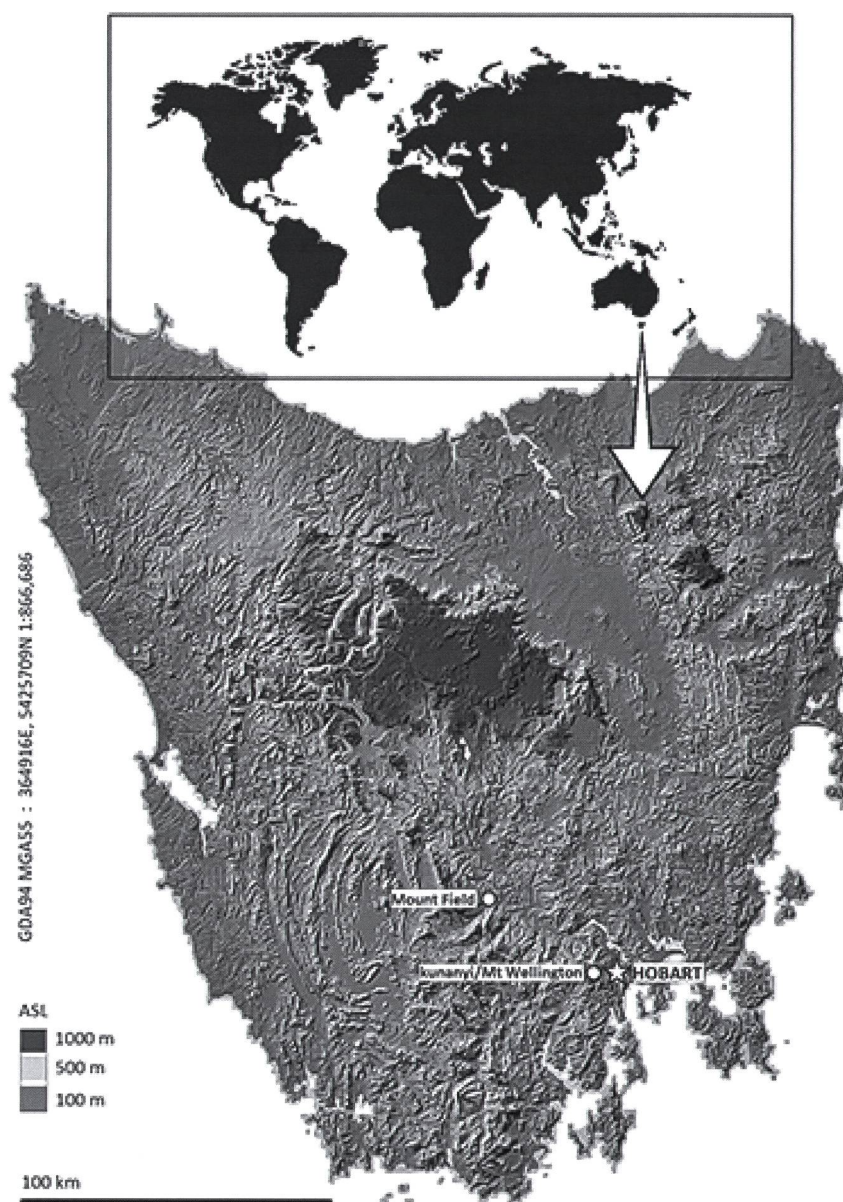 GDA94 MGA55 : 364916E, 5425709N 1:866,686
Mount Field
kunanyi/Mt Wellington
HOBART
ASL
1000 m
500 m
100 m
100 km